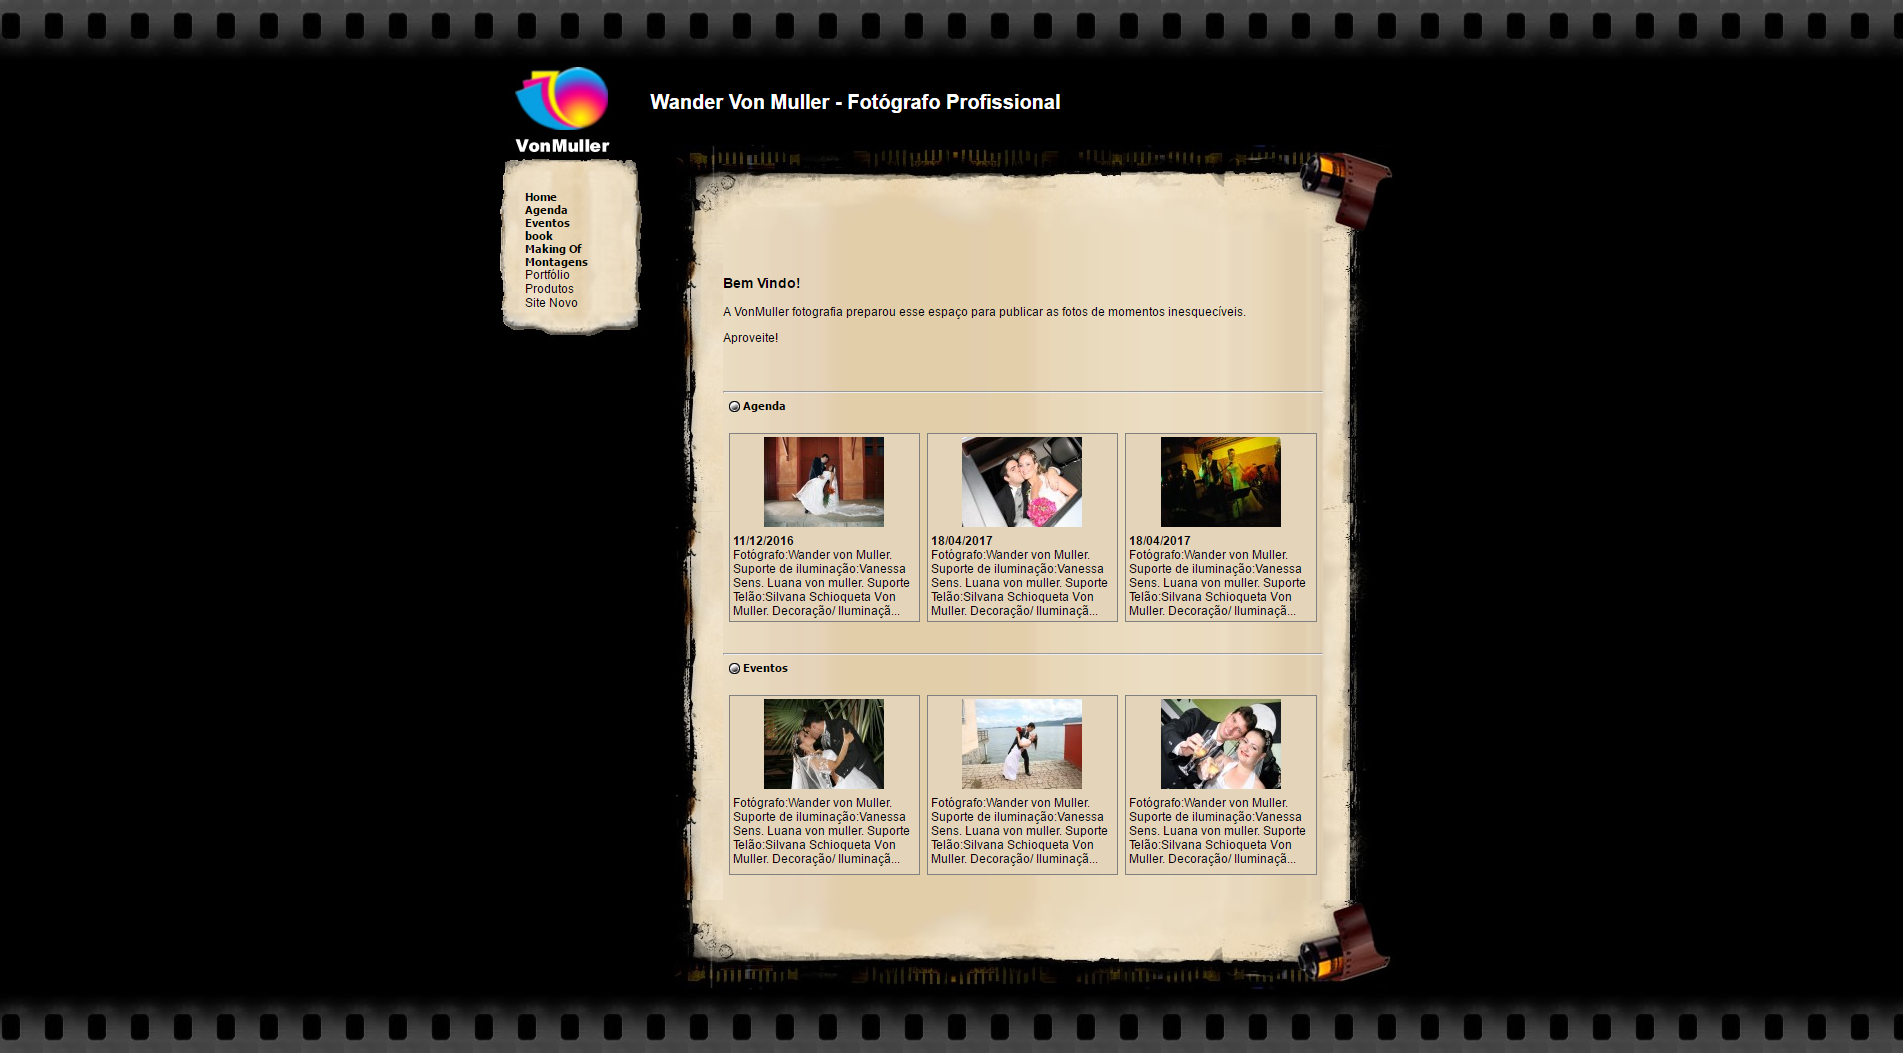 VonMuller
Wander Von Muller - Fotógrafo Profissional
Home
Agenda
Eventos
book
Making Of
Montagens
Portfólio
Produtos
Site Novo
Bem Vindo!
A VonMuller fotografia preparou esse espaço para publicar as fotos de momentos inesquecíveis.
Aproveite!
Agenda
11/12/2016
Fotógrafo:Wander von Muller.
Suporte de iluminação:Vanessa
Sens. Luana von muller. Suporte
Telão:Silvana Schioqueta Von
Muller. Decoração/ Iluminaçã...
18/04/2017
Fotógrafo:Wander von Muller.
Suporte de iluminação:Vanessa
Sens. Luana von muller. Suporte
Telão:Silvana Schioqueta Von
Muller. Decoração/ Iluminaçã...
18/04/2017
Fotógrafo:Wander von Muller.
Suporte de iluminação:Vanessa
Sens. Luana von muller. Suporte
Telão:Silvana Schioqueta Von
Muller. Decoração/ Iluminaçã...
Eventos
Fotógrafo:Wander von Muller.
Suporte de iluminação:Vanessa
Sens. Luana von muller. Suporte
Telão:Silvana Schioqueta Von
Muller. Decoração/ Iluminaçã...
Fotógrafo:Wander von Muller.
Suporte de iluminação:Vanessa
Sens. Luana von muller. Suporte
Telão:Silvana Schioqueta Von
Muller. Decoração/ Iluminaçã...
Fotógrafo:Wander von Muller.
Suporte de iluminação:Vanessa
Sens. Luana von muller. Suporte
Telão:Silvana Schioqueta Von
Muller. Decoração/ Iluminaçã...